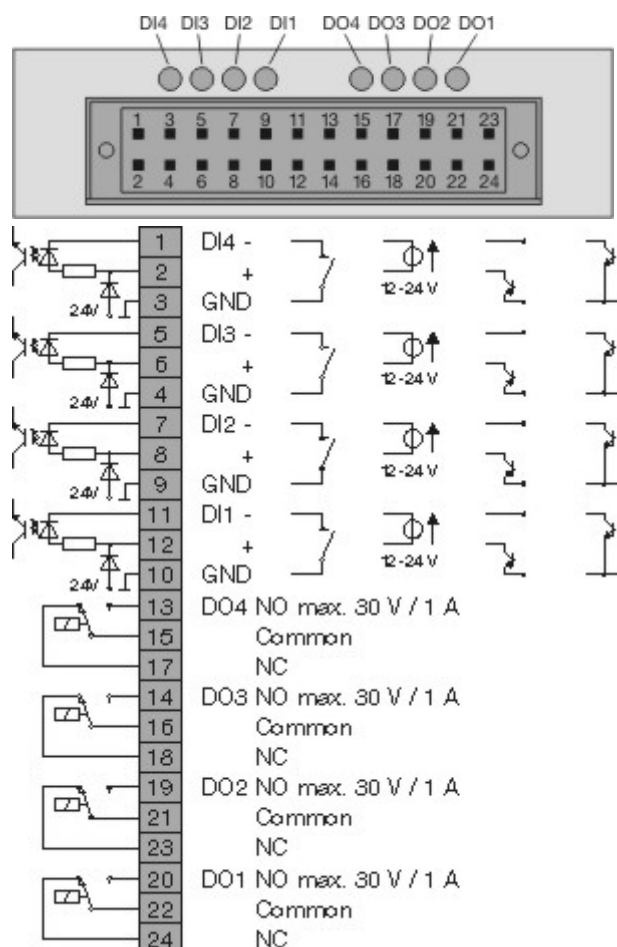 DI4 DI3 DI2 DI1 DO4 DO3 DO2 DO1
1 3 5 7 9 11 13 15 17 19 21 23
2 4 6 8 10 12 14 16 18 20 22 24
1 DI4 -
2 +
12-24 V
24V 3 GND
5 DI3 -
6 +
12-24 V
24V 4 GND
7 DI2 -
8 +
12-24 V
24V 9 GND
11 DI1 -
12 +
12-24 V
24V 10 GND
13 DO4 NO max. 30 V / 1 A
15 Common
17 NC
14 DO3 NO max. 30 V / 1 A
16 Common
18 NC
19 DO2 NO max. 30 V / 1 A
21 Common
23 NC
20 DO1 NO max. 30 V / 1 A
22 Common
24 NC